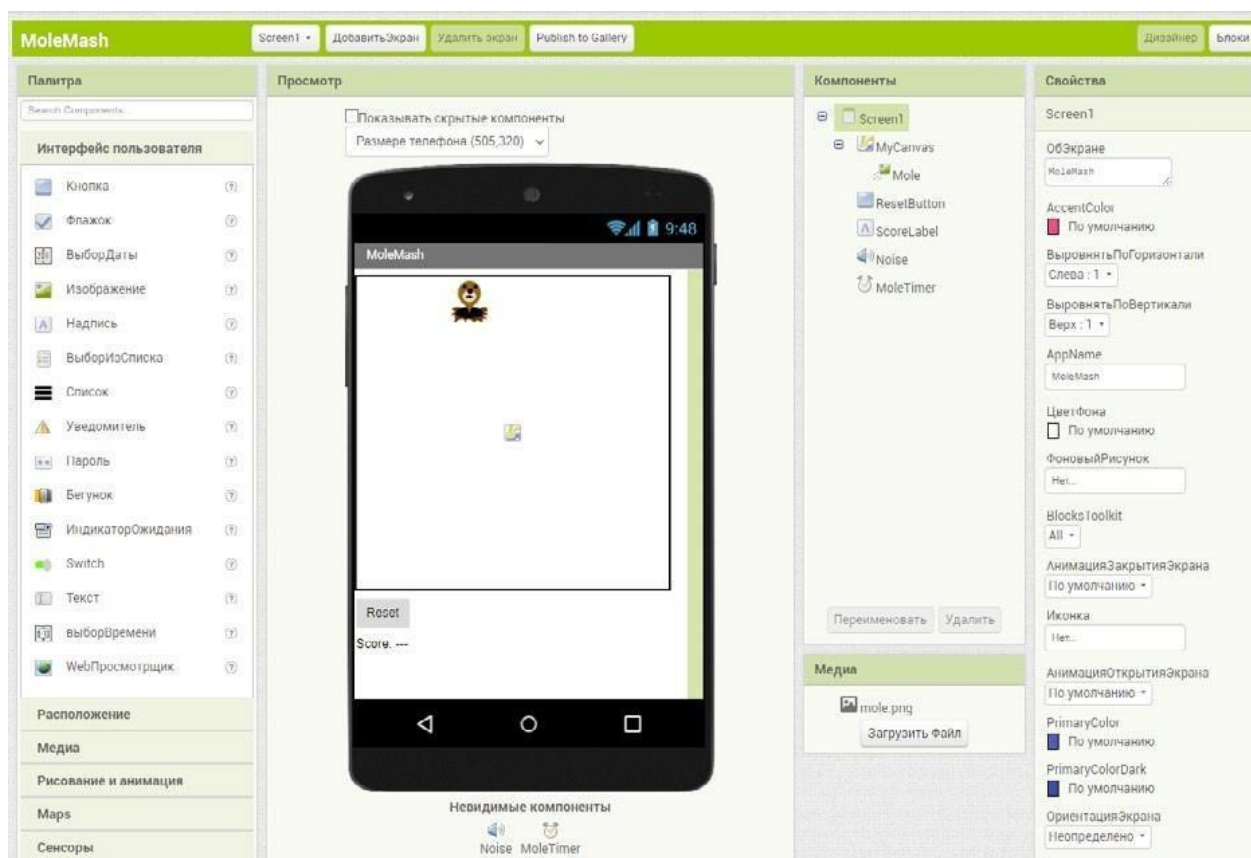 MoleMash
Screen1
ДобавитьЭкран
Удалить экран
Publish to Gallery
Дизайнер
Блоки
Палитра
Search Components...
Интерфейс пользователя
Кнопка
Флажок
ВыборДаты
Изображение
Надпись
ВыборИзСписка
Список
Уведомитель
Пароль
Бегунок
ИндикаторОжидания
Switch
Текст
выборВремени
WebПросмотрщик
Расположение
Медиа
Рисование и анимация
Maps
Сенсоры
Просмотр
Показывать скрытые компоненты
Размере телефона (505,320)
9:48
MoleMash
Reset
Score: ---
Невидимые компоненты
Noise MoleTimer
Компоненты
Screen1
MyCanvas
Mole
ResetButton
ScoreLabel
Noise
MoleTimer
Переименовать
Удалить
Медиа
mole.png
Загрузить Файл
Свойства
Screen1
ОбЭкране
MoleMash
AccentColor
По умолчанию
ВыровнятьПоГоризонтали
Слева : 1
ВыровнятьПоВертикали
Верх : 1
AppName
MoleMash
ЦветФона
По умолчанию
ФоновыйРисунок
Нет...
BlocksToolkit
All
АнимацияЗакрытияЭкрана
По умолчанию
Иконка
Нет...
АнимацияОткрытияЭкрана
По умолчанию
PrimaryColor
По умолчанию
PrimaryColorDark
По умолчанию
ОриентацияЭкрана
Неопределено